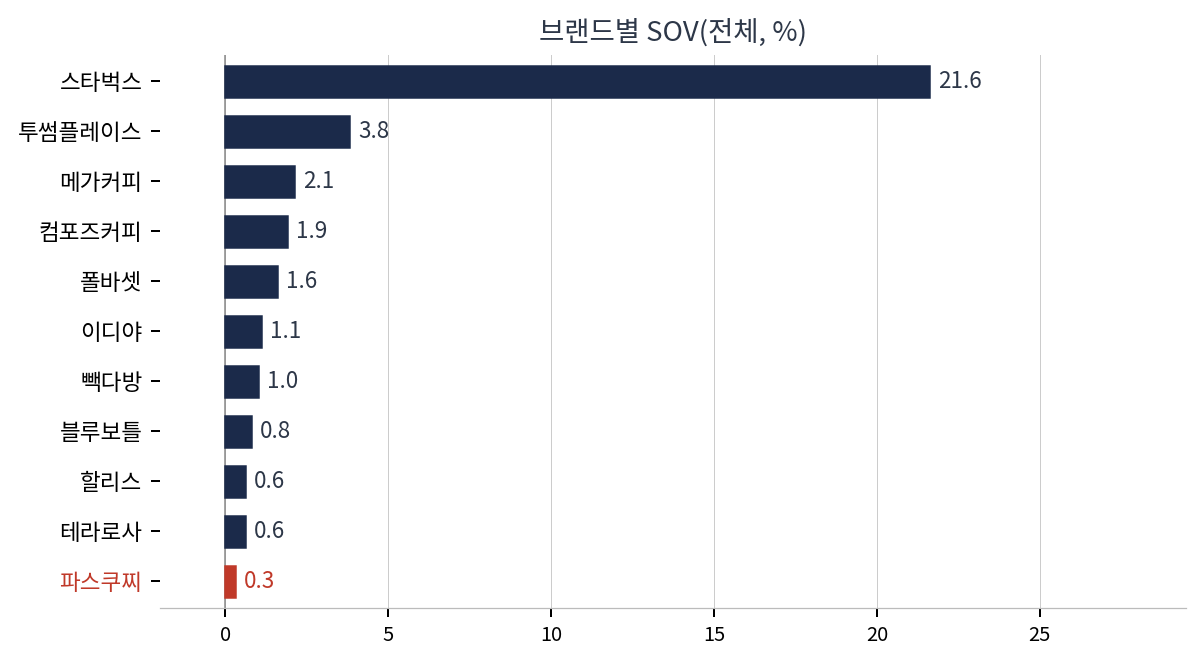 브랜드별 SOV(전체, %)
스타벅스 21.6
투썸플레이스 3.8
메가커피 2.1
컴포즈커피 1.9
폴바셋 1.6
이디야 1.1
빽다방 1.0
블루보틀 0.8
할리스 0.6
테라로사 0.6
파스쿠찌 0.3
0 5 10 15 20 25